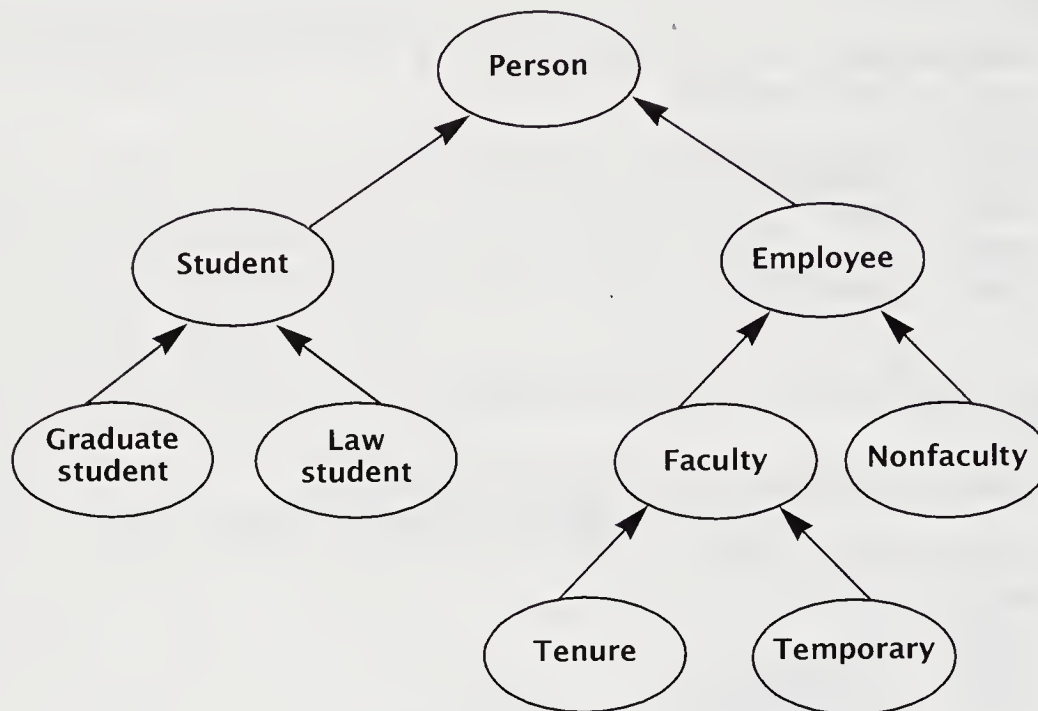 Person
Student
Employee
Graduate
student
Law
student
Faculty
Nonfaculty
Tenure
Temporary